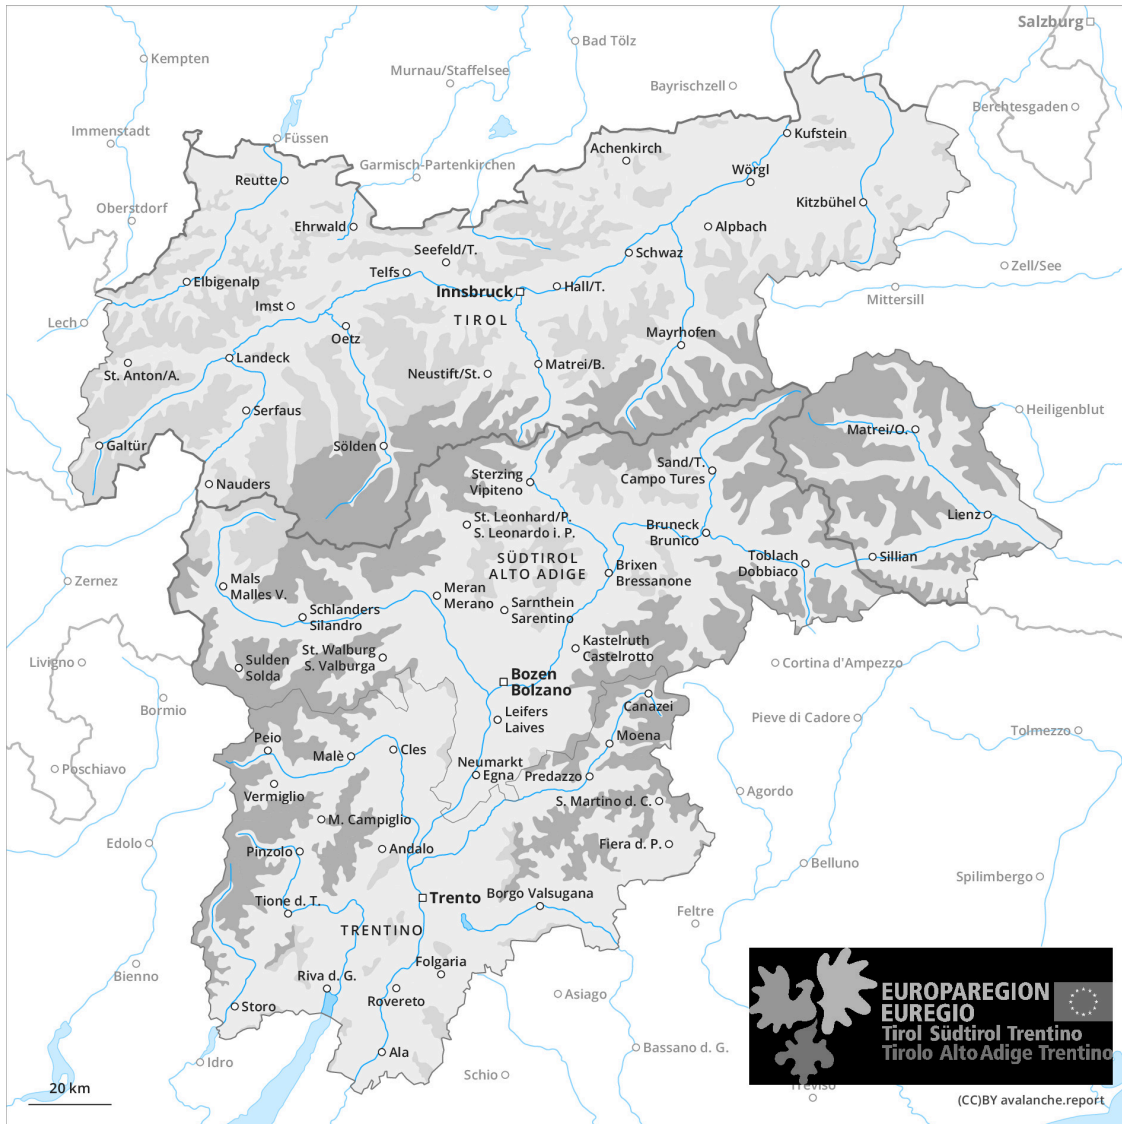 Salzburg
Bad Tölz
Kempten
Murnau/Staffelsee
Bayrischzell
Berchtesgaden
Immenstadt
Füssen
Kufstein
Achenkirch
Garmisch-Partenkirchen
Wörgl
Reutte
Kitzbühel
Oberstdorf
Ehrwald
Alpbach
Seefeld/T.
Schwaz
Telfs
Zell/See
Elbigenalp
Innsbruck
Hall/T.
Mittersill
Imst
TIROL
Lech
Oetz
Mayrhofen
Landeck
Matrei/B.
St. Anton/A.
Neustift/St.
Serfaus
Heiligenblut
Matrei/O.
Galtür
Sölden
Sand/T.
Campo Tures
Sterzing
Vipiteno
Nauders
St. Leonhard/P.
S. Leonardo i. P.
Lienz
Bruneck
Brunico
SÜDTIROL
ALTO ADIGE
Toblach
Dobbiaco
Sillian
Brixen
Bressanone
Zernez
Mals
Malles V.
Meran
Merano
Sarnthein
Sarentino
Schlanders
Silandro
Kastelruth
Castelrotto
St. Walburg
S. Valburga
Livigno
Sulden
Solda
Cortina d'Ampezzo
Bozen
Bolzano
Bormio
Canazei
Leifers
Laives
Pieve di Cadore
Tolmezzo
Peio
Moena
Malè
Cles
Poschiavo
Neumarkt
Egna
Predazzo
Vermiglio
Agordo
S. Martino d. C.
M. Campiglio
Edolo
Pinzolo
Andalo
Fiera d. P.
Belluno
Spilimbergo
Tione d. T.
Trento
Borgo Valsugana
Feltre
TRENTINO
Folgaria
Bienno
Riva d. G.
Rovereto
Asiago
Storo
EUROPAREGION
EUREGIO
Tirol Südtirol Trentino
Tirolo Alto Adige Trentino
Ala
Idro
Bassano d. G.
Schio
Treviso
20 km
(CC)BY avalanche.report